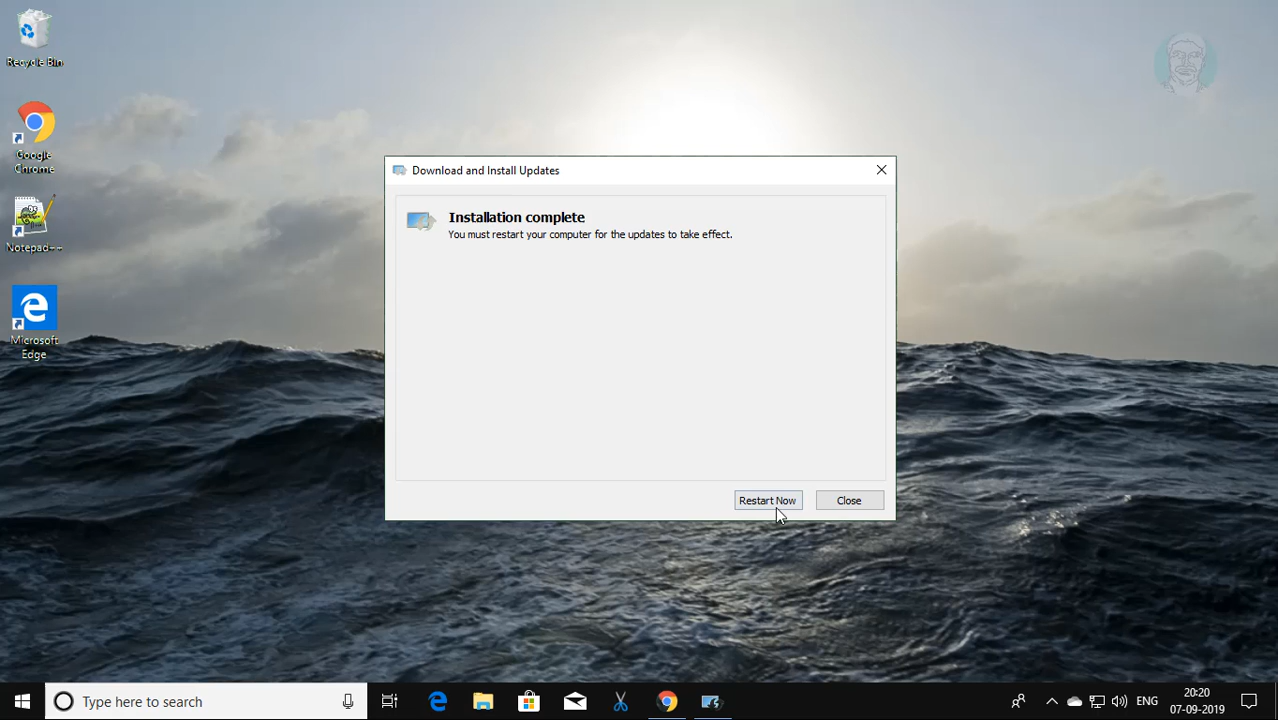 Recycle Bin
Google
Chrome
Notepad++
Microsoft
Edge
Download and Install Updates
Installation complete
You must restart your computer for the updates to take effect.
Restart Now
Close
Type here to search
ENG
20:20
07-09-2019